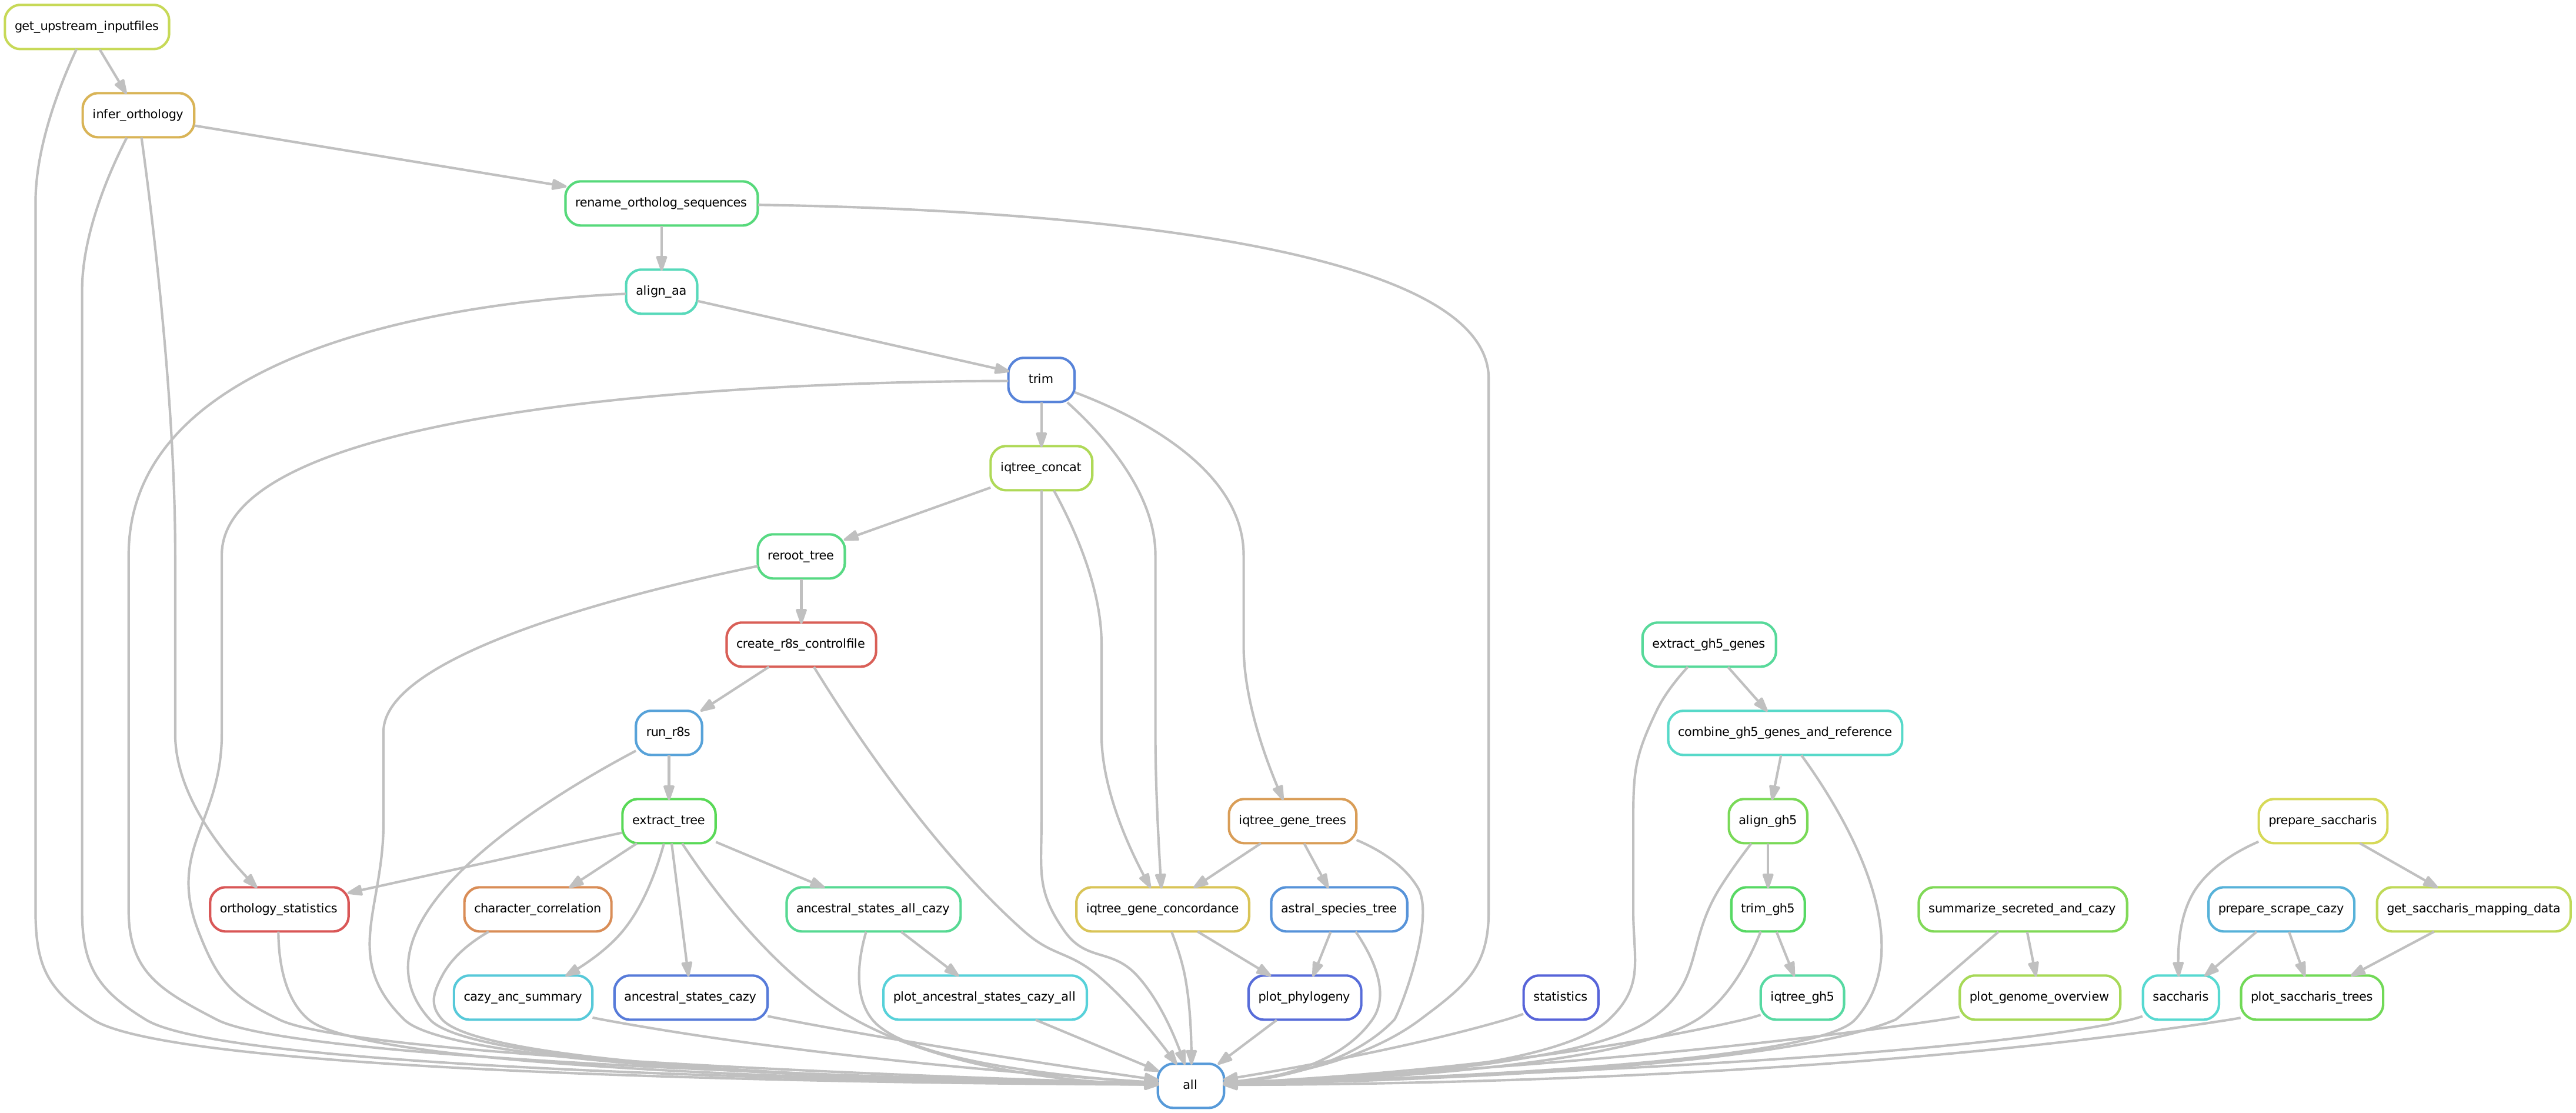 get_upstream_inputfiles
infer_orthology
rename_ortholog_sequences
align_aa
trim
iqtree_concat
reroot_tree
create_r8s_controlfile
extract_gh5_genes
run_r8s
combine_gh5_genes_and_reference
extract_tree
iqtree_gene_trees
align_gh5
prepare_saccharis
orthology_statistics
character_correlation
ancestral_states_all_cazy
iqtree_gene_concordance
astral_species_tree
trim_gh5
summarize_secreted_and_cazy
prepare_scrape_cazy
get_saccharis_mapping_data
cazy_anc_summary
ancestral_states_cazy
plot_ancestral_states_cazy_all
plot_phylogeny
statistics
iqtree_gh5
plot_genome_overview
saccharis
plot_saccharis_trees
all